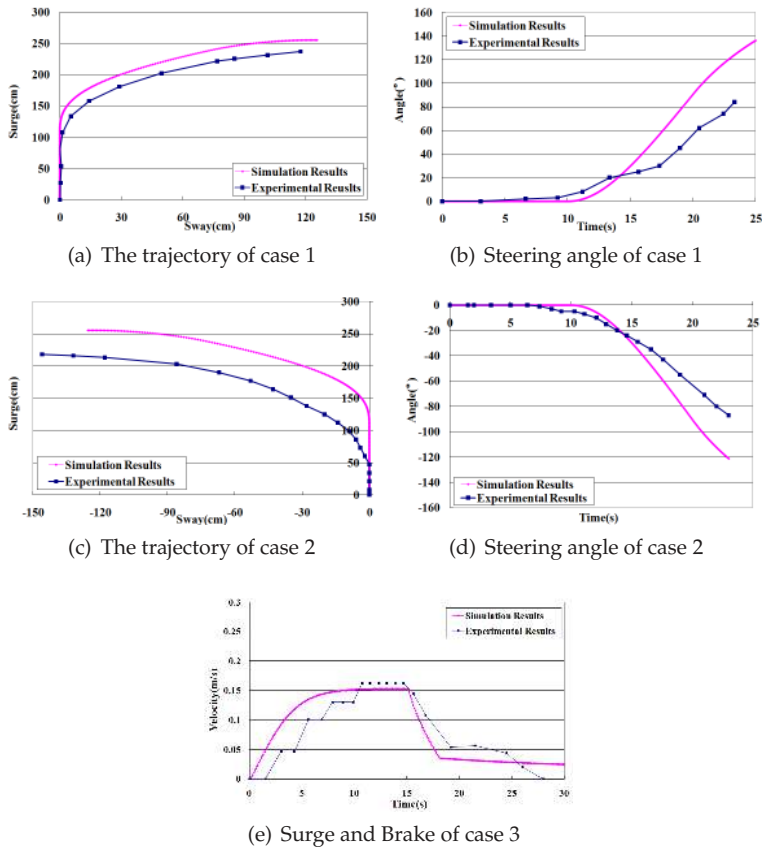 300
250
200
150
100
50
0
Surge(cm)
Simulation Results
Experimental Results
0 30 60 90 120 150
Sway(cm)
(a) The trajectory of case 1
160
140
120
100
80
60
40
20
0
Angle(°)
Simulation Results
Experimental Results
0 5 10 15 20 25
Time(s)
(b) Steering angle of case 1
300
250
200
150
100
50
0
Surge(cm)
Simulation Results
Experimental Results
-150 -120 -90 -60 -30 0
Sway(cm)
(c) The trajectory of case 2
0
-20
-40
-60
-80
-100
-120
-140
-160
Angle(°)
0 5 10 15 20 25
Simulation Results
Experimental Results
Time(s)
(d) Steering angle of case 2
0.3
0.25
0.2
0.15
0.1
0.05
0
Velocity(m/s)
Simulation Results
Experimental Results
0 5 10 15 20 25 30
Time(s)
(e) Surge and Brake of case 3